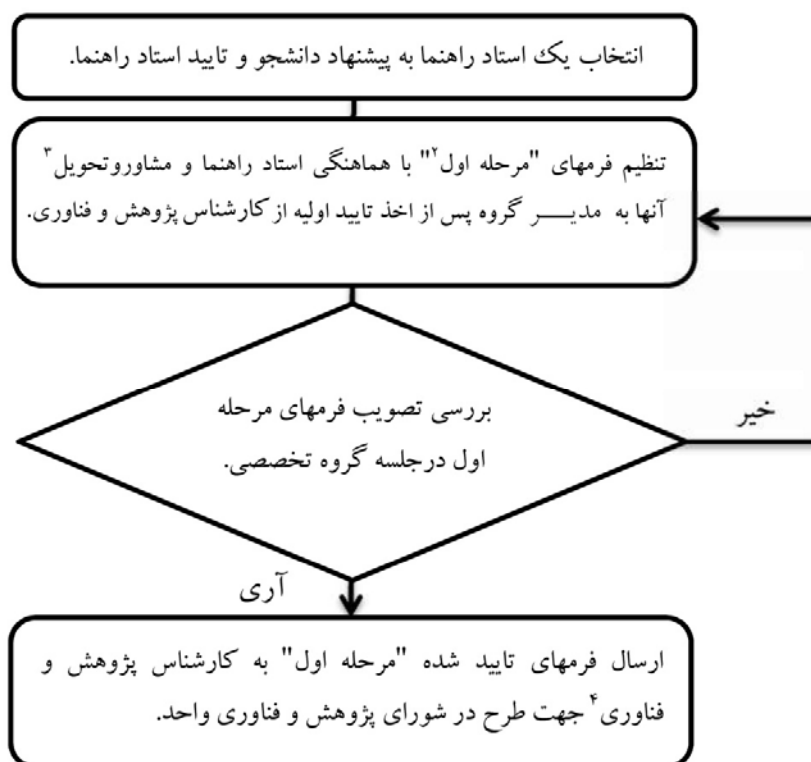 انتخاب یک استاد راهنما به پیشنهاد دانشجو و تایید استاد راهنما.
تنظیم فرمهای "مرحله اول۲" با هماهنگی استاد راهنما و مشاوروتحویل۳
آنها به مدیـــــر گروه پس از اخذ تایید اولیه از کارشناس پژوهش و فناوری.
بررسی تصویب فرمهای مرحله
اول درجلسه گروه تخصصی.
خیر
آری
ارسال فرمهای تایید شده "مرحله اول" به کارشناس پژوهش و
فناوری۴ جهت طرح در شورای پژوهش و فناوری واحد.